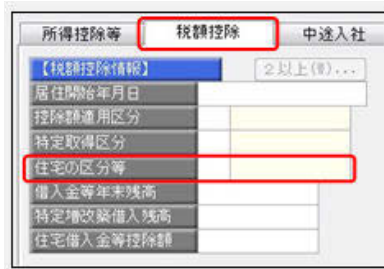 所得控除等 税額控除 中途入社
【税額控除情報】 2以上(W)...
居住開始年月日
控除額適用区分
特定取得区分
住宅の区分等
借入金等年末残高
特定増改築借入残高
住宅借入金等控除額